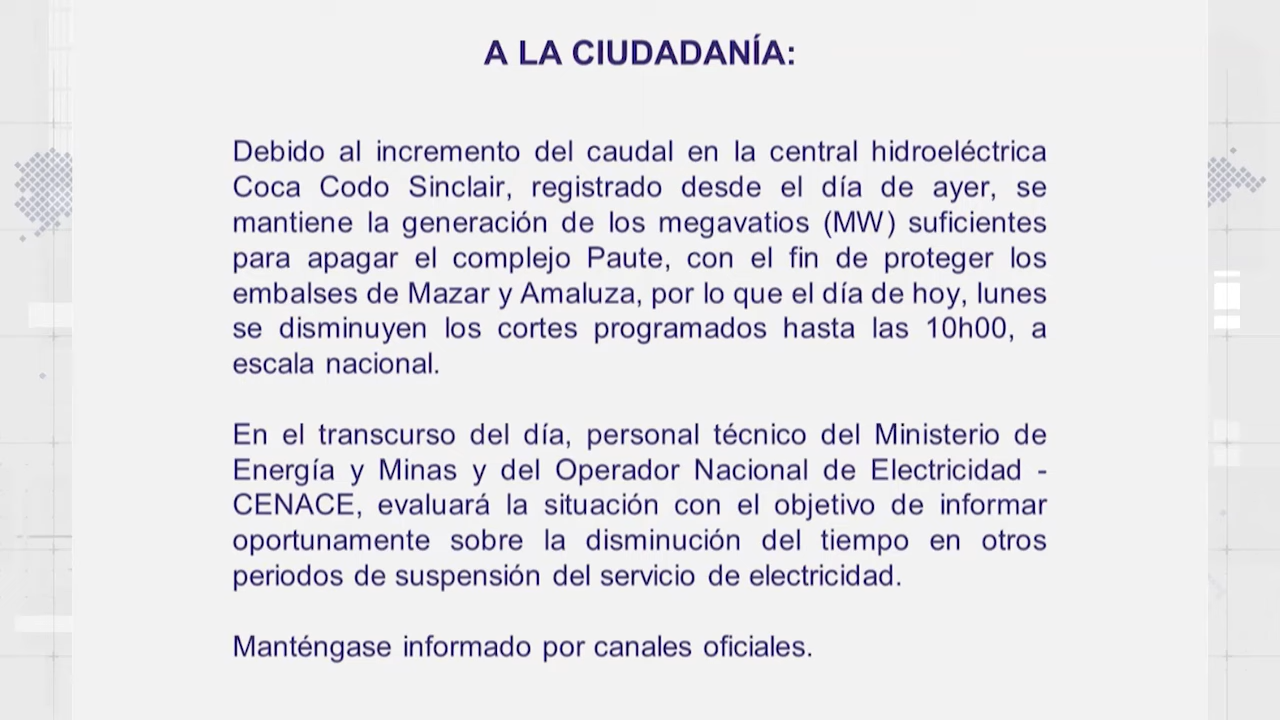 A LA CIUDADANÍA:
Debido al incremento del caudal en la central hidroeléctrica
Coca Codo Sinclair, registrado desde el día de ayer, se
mantiene la generación de los megavatios (MW) suficientes
para apagar el complejo Paute, con el fin de proteger los
embalses de Mazar y Amaluza, por lo que el día de hoy, lunes
se disminuyen los cortes programados hasta las 10h00, a
escala nacional.
En el transcurso del día, personal técnico del Ministerio de
Energía y Minas y del Operador Nacional de Electricidad -
CENACE, evaluará la situación con el objetivo de informar
oportunamente sobre la disminución del tiempo en otros
periodos de suspensión del servicio de electricidad.
Manténgase informado por canales oficiales.